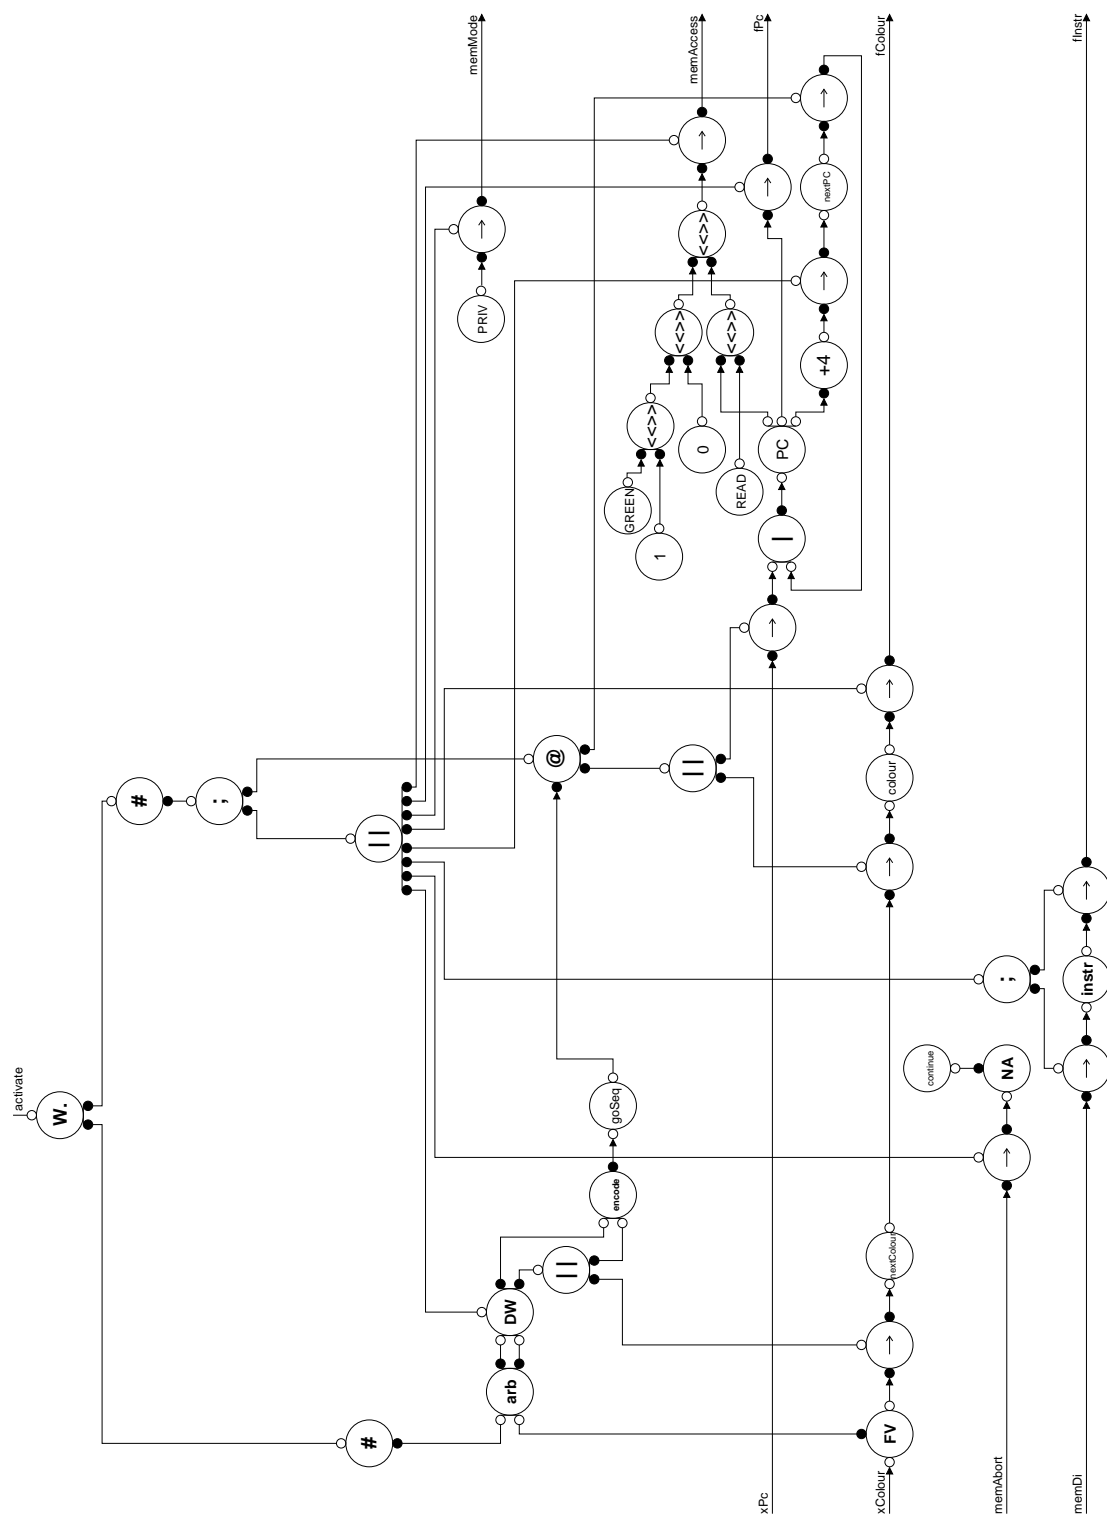 memMode
memAccess
fPc
fColour
fInstr
→
→
→
→
nextPC
<<>>
PRIV
→
<<>>
<<>>
+4
<<>>
PC
0
READ
GREEN
1
|
→
→
@
||
colour
#
;
||
→
→
;
instr
activate
W.
continue
NA
→
goSeq
→
encode
nextColour
||
DW
→
arb
FV
#
xPc
xColour
memAbort
memDi